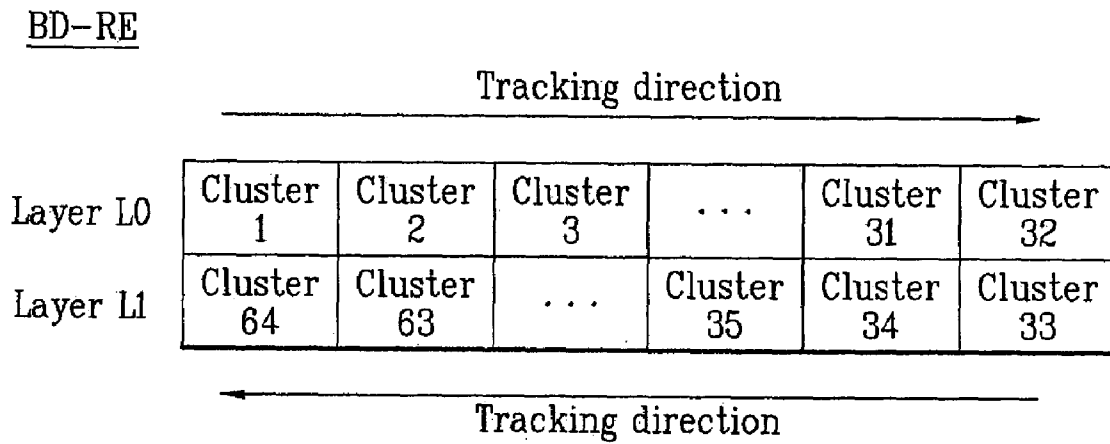 BD-RE
Tracking direction
Layer L0 Cluster 1 Cluster 2 Cluster 3 ... Cluster 31 Cluster 32
Layer L1 Cluster 64 Cluster 63 ... Cluster 35 Cluster 34 Cluster 33
Tracking direction